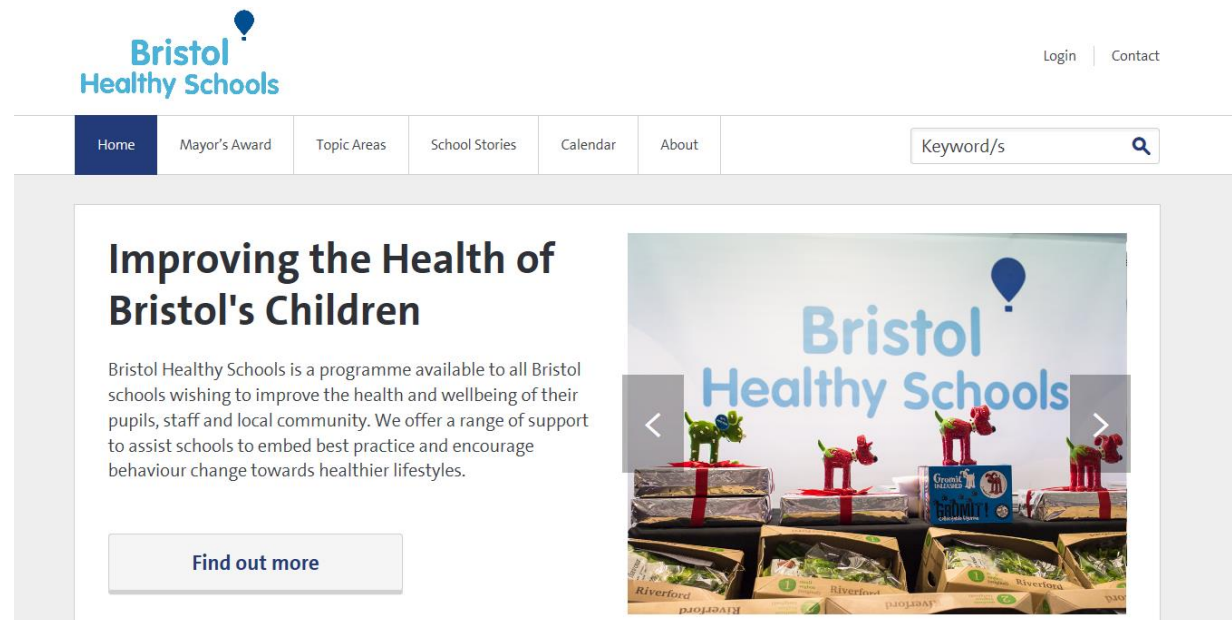 Bristol
Healthy Schools
Login
Contact
Home
Mayor's Award
Topic Areas
School Stories
Calendar
About
Keyword/s
Improving the Health of
Bristol's Children
Bristol Healthy Schools is a programme available to all Bristol
schools wishing to improve the health and wellbeing of their
pupils, staff and local community. We offer a range of support
to assist schools to embed best practice and encourage
behaviour change towards healthier lifestyles.
Find out more
Bristol
Healthy Schools
Gromit
UNLEASHED
GROMIT!
Riverford
Riverford
Riverford
Riverford